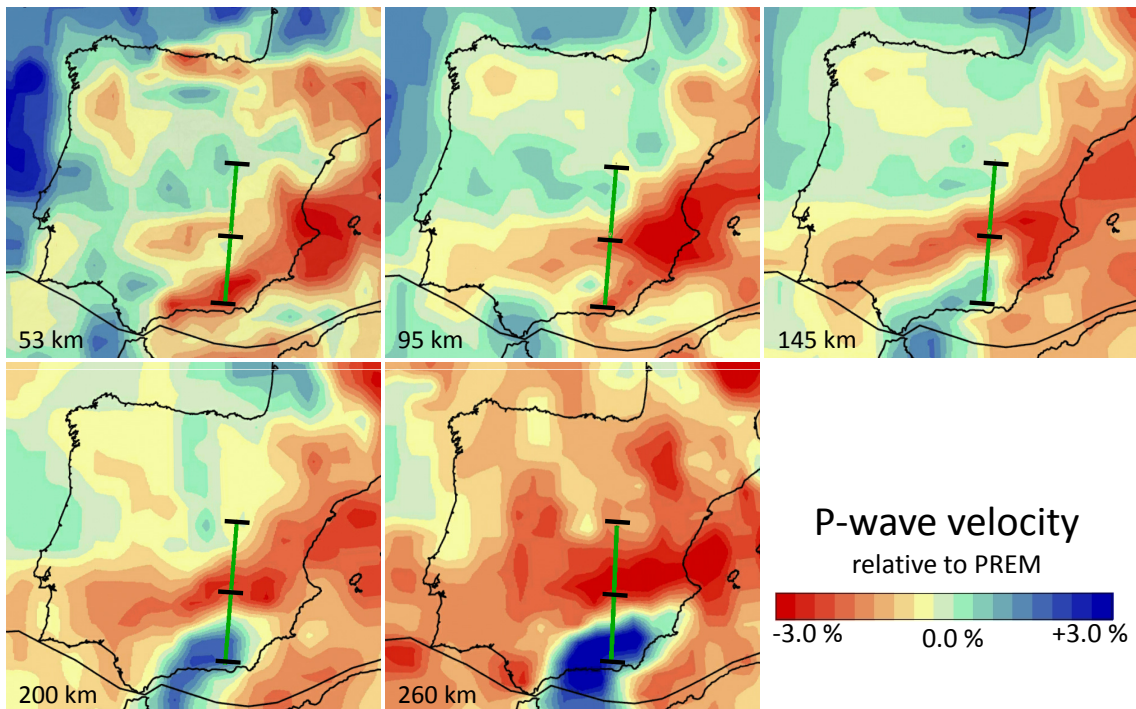 53 km
95 km
145 km
200 km
260 km
P-wave velocity
relative to PREM
-3.0 % 0.0 % +3.0 %